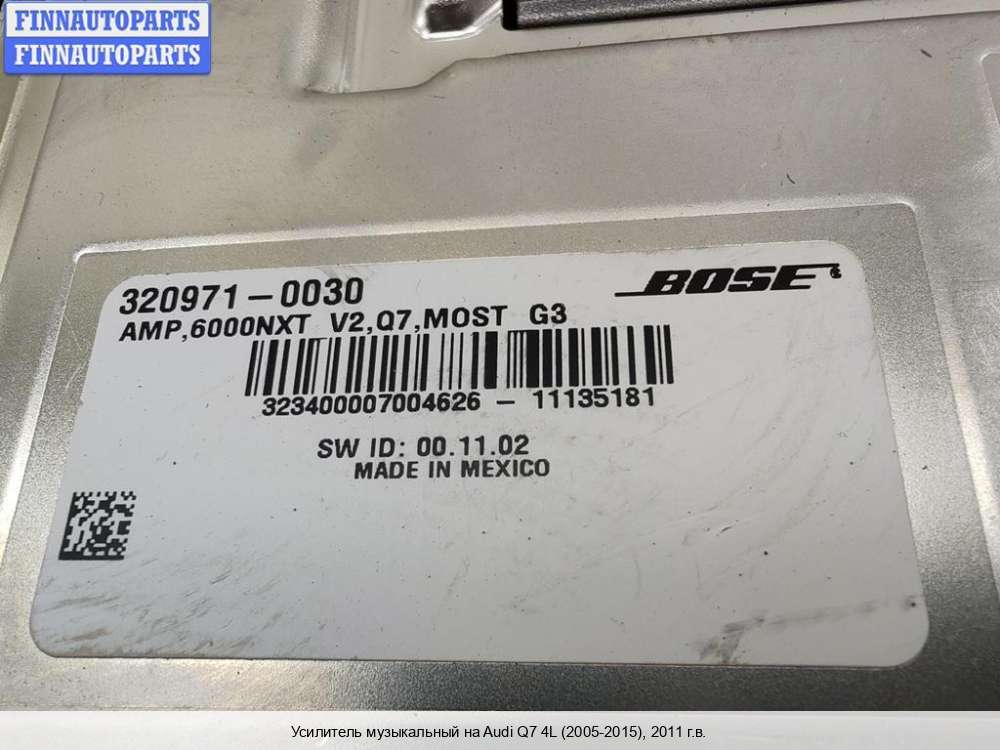 FINNAUTOPARTS
FINNAUTOPARTS
320971-0030
BOSE
AMP,6000NXT V2,Q7,MOST G3
323400007004626 - 11135181
SW ID: 00.11.02
MADE IN MEXICO
Усилитель музыкальный на Audi Q7 4L (2005-2015), 2011 г.в.